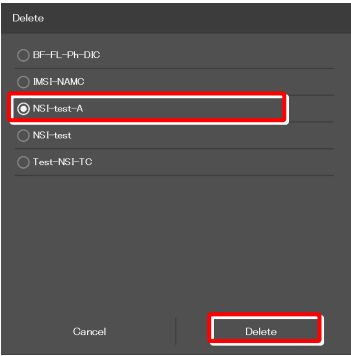 Delete
BF-FL-Ph-DIC
IMSI-NAMC
NSI-test-A
NSI-test
Test-NSI-TC
Cancel
Delete